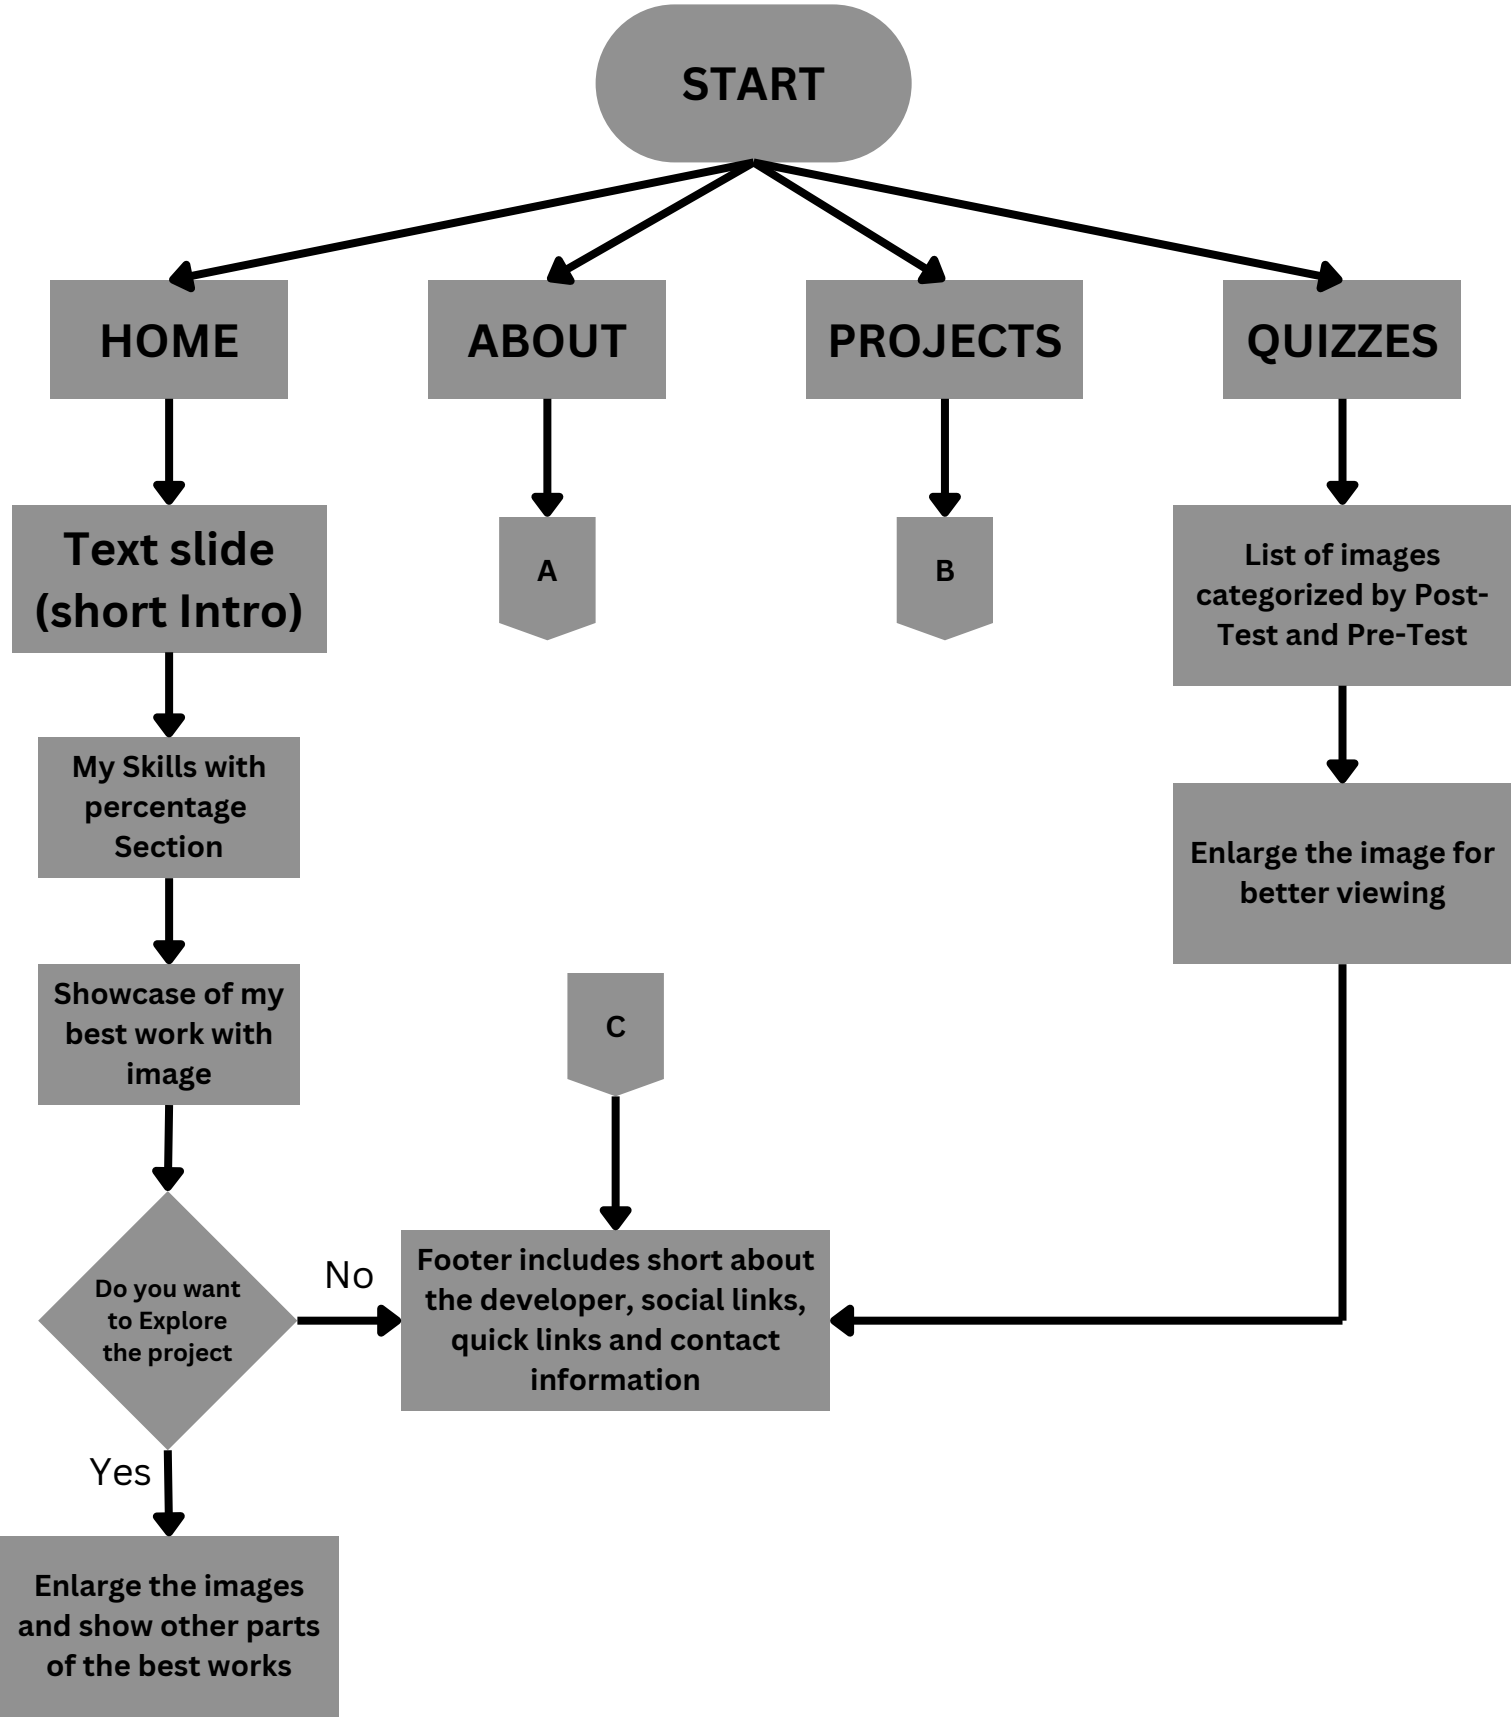 START
HOME
ABOUT
PROJECTS
QUIZZES
Text slide
(short Intro)
A
B
List of images
categorized by Post-
Test and Pre-Test
My Skills with
percentage
Section
Enlarge the image for
better viewing
Showcase of my
best work with
image
C
Do you want
to Explore
the project
No
Footer includes short about
the developer, social links,
quick links and contact
information
Yes
Enlarge the images
and show other parts
of the best works